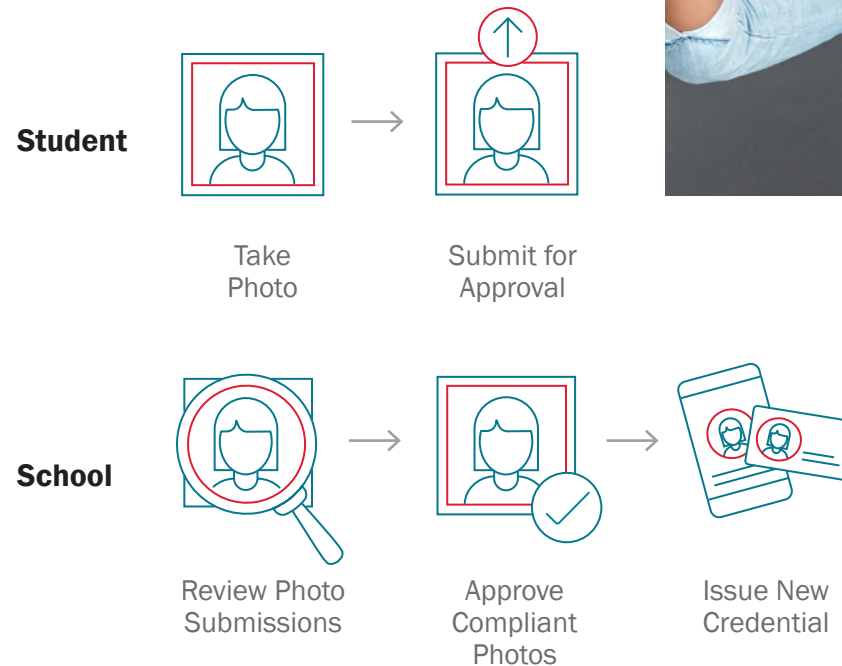 Student
Take
Photo
Submit for
Approval
School
Review Photo
Submissions
Approve
Compliant
Photos
Issue New
Credential